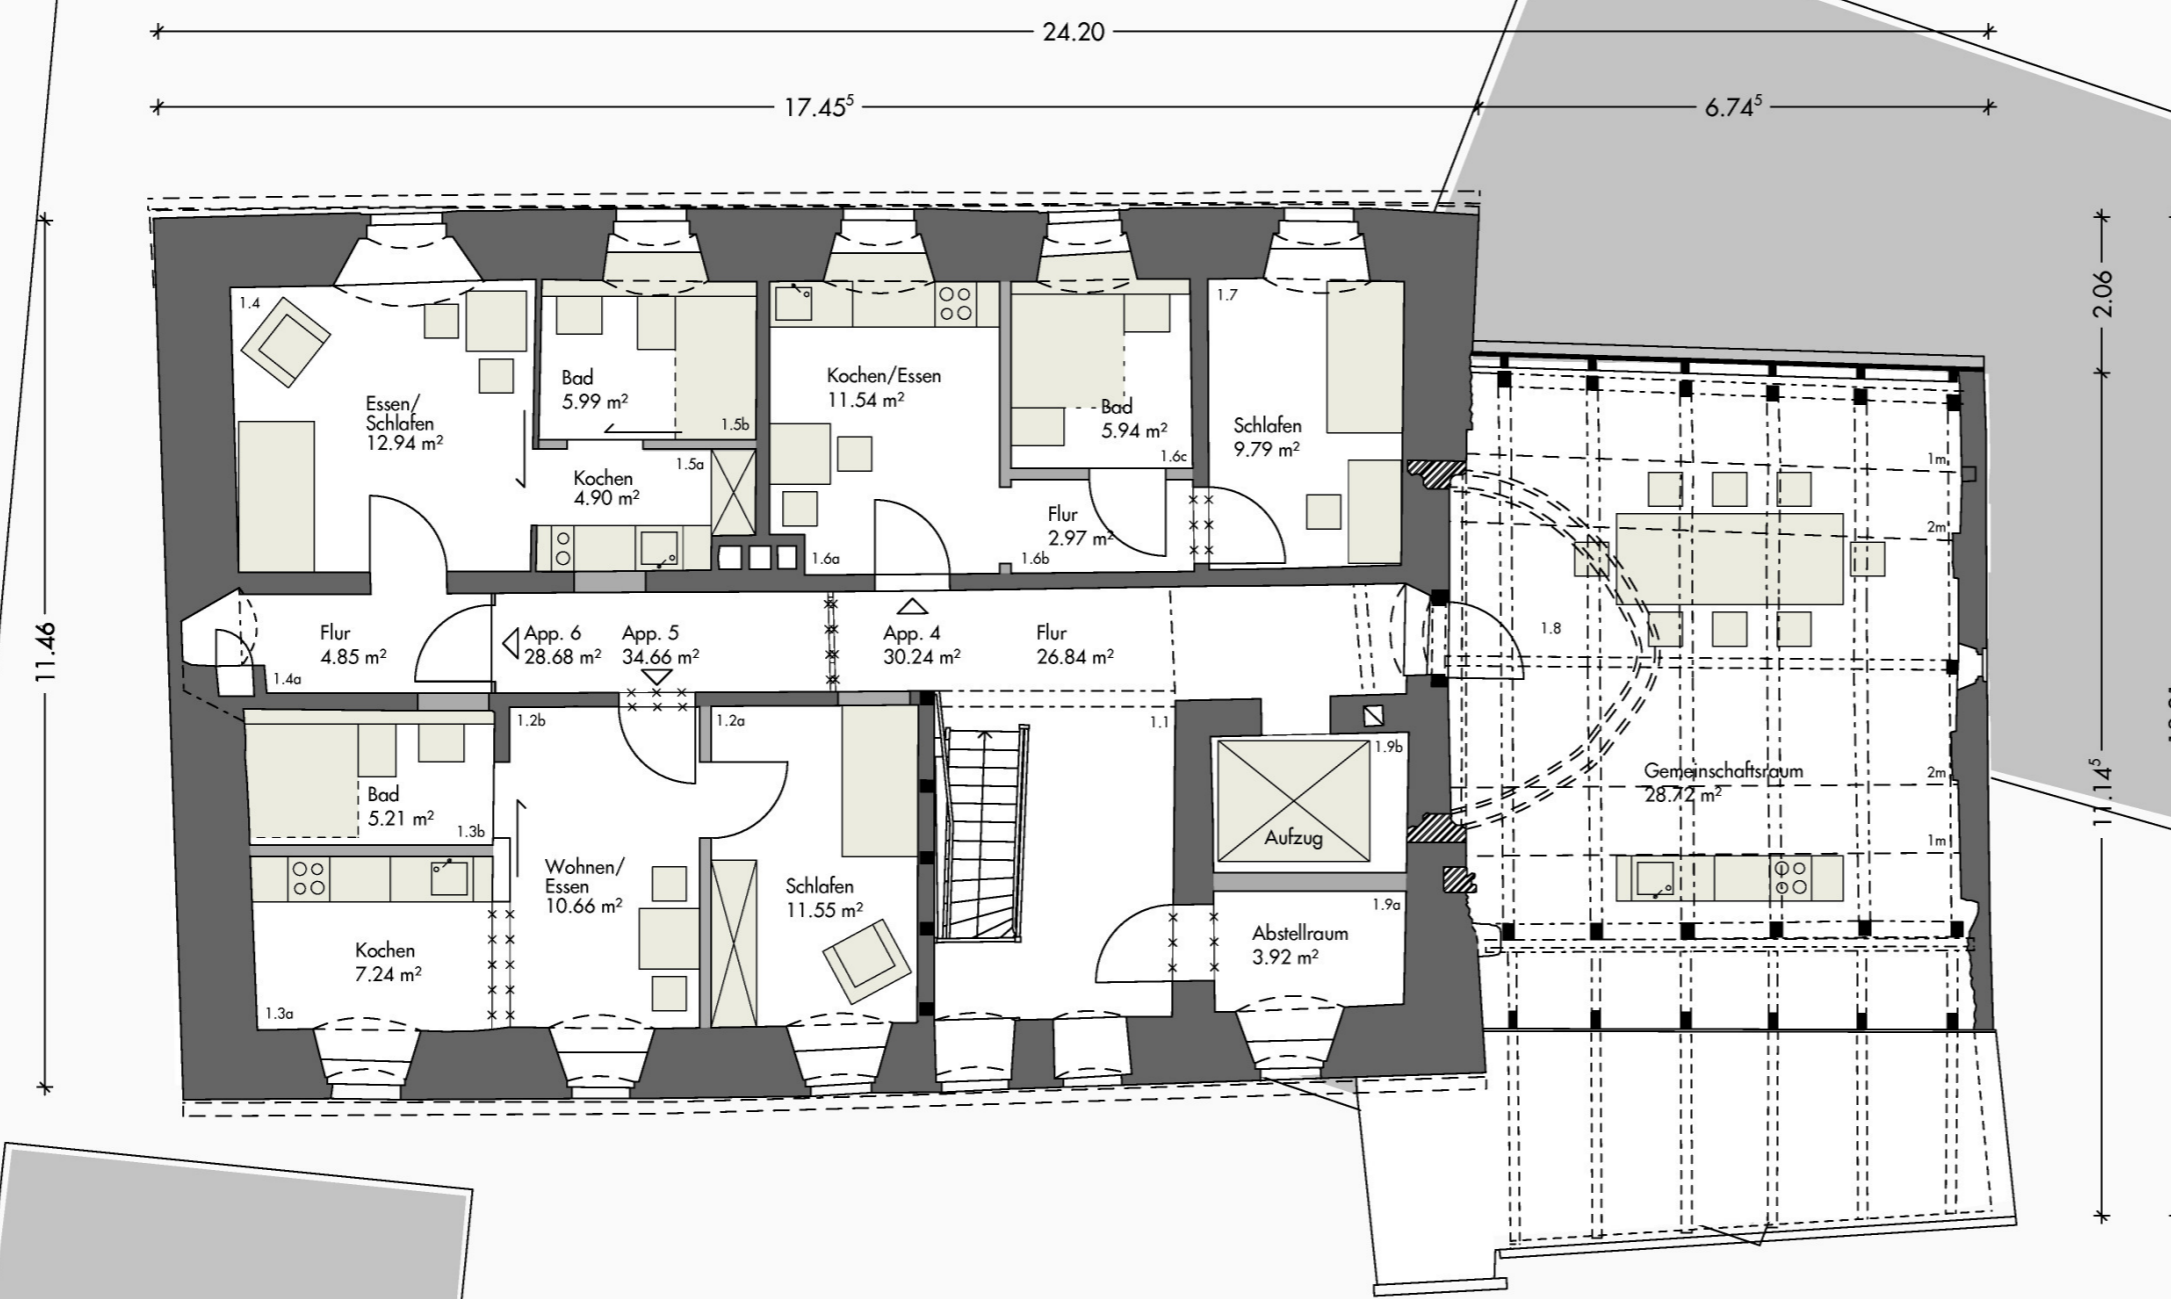 24.20
17.45⁵
6.74⁵
11.46
2.06
11.14⁵
1.4
Essen/
Schlafen
12.94 m²
Bad
5.99 m²
1.5b
Kochen
4.90 m²
1.5a
Kochen/Essen
11.54 m²
1.6a
Bad
5.94 m²
1.6c
Flur
2.97 m²
1.6b
1.7
Schlafen
9.79 m²
Flur
4.85 m²
1.4a
App. 6
28.68 m²
App. 5
34.66 m²
App. 4
30.24 m²
Flur
26.84 m²
1.1
1.8
1m
2m
Gemeinschaftsraum
28.72 m²
2m
1m
Bad
5.21 m²
1.3b
Kochen
7.24 m²
1.3a
1.2b
Wohnen/
Essen
10.66 m²
1.2a
Schlafen
11.55 m²
1.9b
Aufzug
1.9a
Abstellraum
3.92 m²